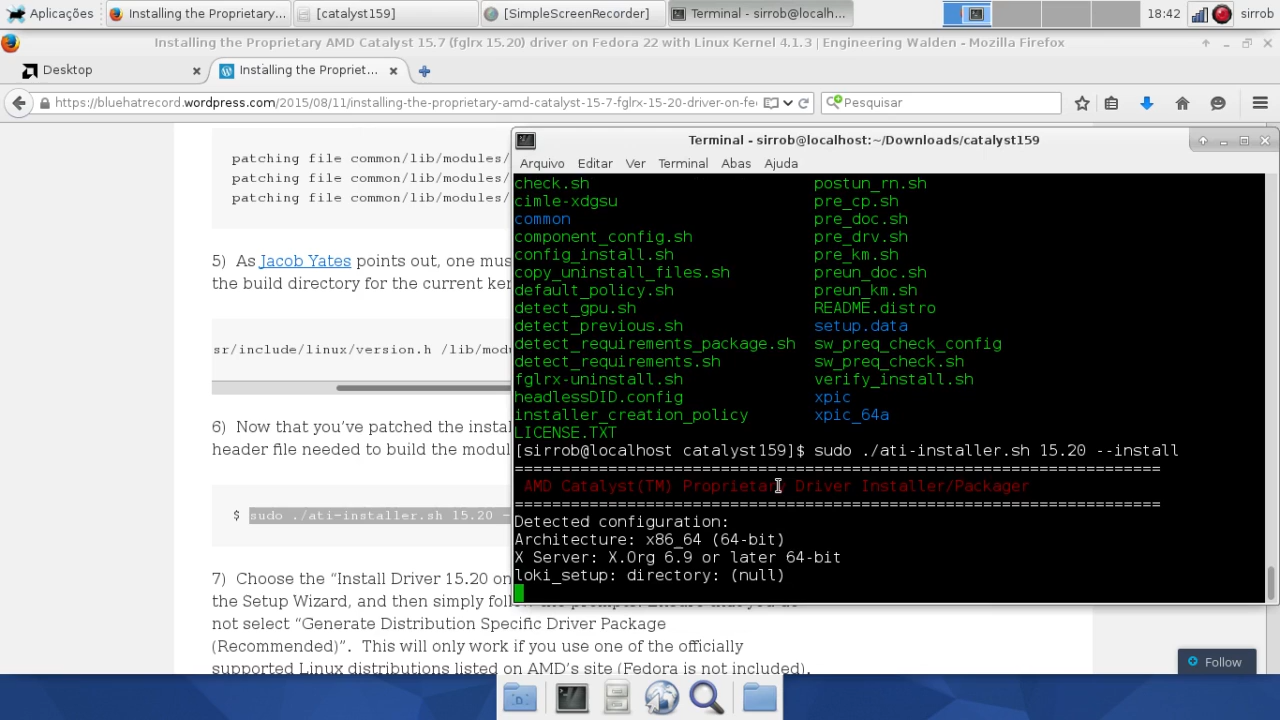 Aplicações
Installing the Proprietary...
[catalyst159]
[SimpleScreenRecorder]
Terminal - sirrob@localh...
18:42
sirrob
Installing the Proprietary AMD Catalyst 15.7 (fglrx 15.20) driver on Fedora 22 with Linux Kernel 4.1.3 | Engineering Walden - Mozilla Firefox
Desktop
Installing the Propriet...
https://bluehatrecord.wordpress.com/2015/08/11/installing-the-proprietary-amd-catalyst-15-7-fglrx-15-20-driver-on-fe
Pesquisar
patching file common/lib/modules/
patching file common/lib/modules/
patching file common/lib/modules/
5) As Jacob Yates points out, one mus
the build directory for the current ker
sr/include/linux/version.h /lib/modu
6) Now that you've patched the instal
header file needed to build the modul
$ sudo ./ati-installer.sh 15.20 -
7) Choose the “Install Driver 15.20 on
the Setup Wizard, and then simply follow the prompts. Ensure that you do
not select “Generate Distribution Specific Driver Package
(Recommended)”. This will only work if you use one of the officially
supported Linux distributions listed on AMD's site (Fedora is not included).
Follow
Terminal - sirrob@localhost:~/Downloads/catalyst159
Arquivo Editar Ver Terminal Abas Ajuda
check.sh postun_rn.sh
cimle-xdgsu pre_cp.sh
common pre_doc.sh
component_config.sh pre_drv.sh
config_install.sh pre_km.sh
copy_uninstall_files.sh preun_doc.sh
default_policy.sh preun_km.sh
detect_gpu.sh README.distro
detect_previous.sh setup.data
detect_requirements_package.sh sw_preq_check_config
detect_requirements.sh sw_preq_check.sh
fglrx-uninstall.sh verify_install.sh
headlessDID.config xpic
installer_creation_policy xpic_64a
LICENSE.TXT
[sirrob@localhost catalyst159]$ sudo ./ati-installer.sh 15.20 --install
=====================================================================
AMD Catalyst(TM) Proprietary Driver Installer/Packager
=====================================================================
Detected configuration:
Architecture: x86_64 (64-bit)
X Server: X.Org 6.9 or later 64-bit
loki_setup: directory: (null)